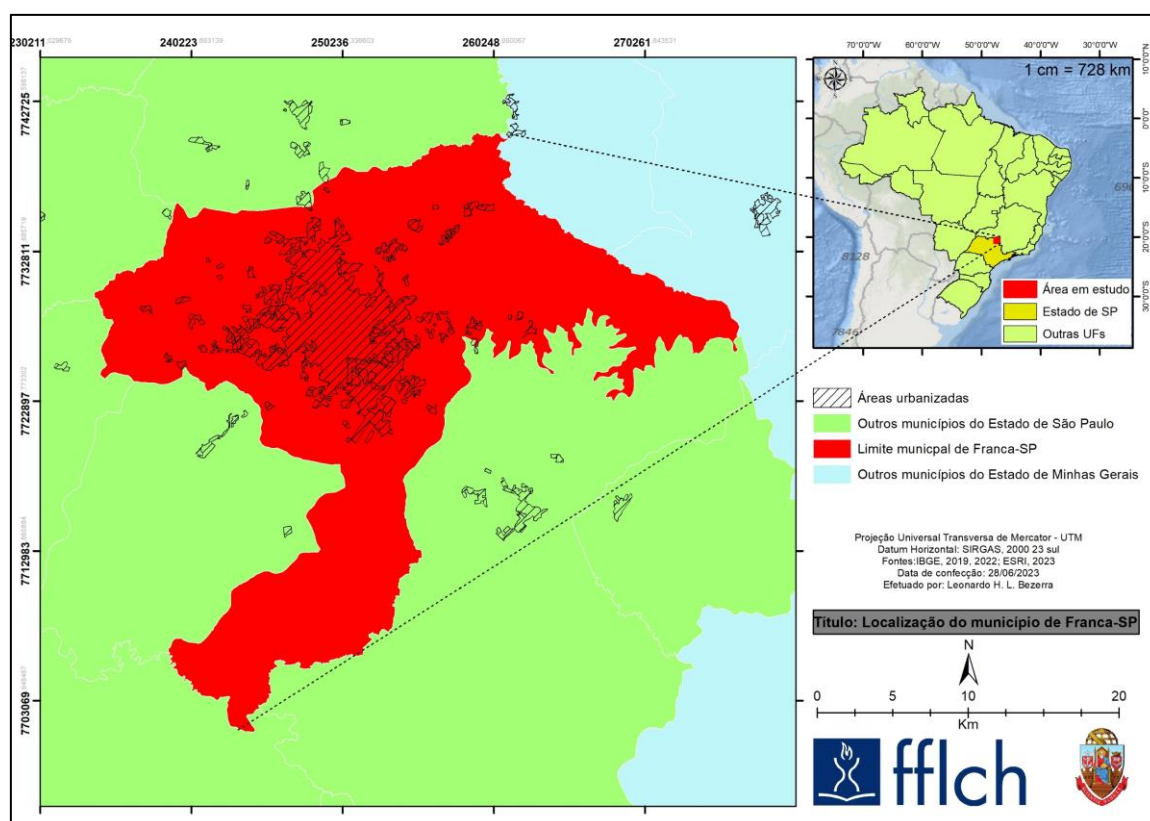 230211
240223
250236
260248
270261
7742725
7732811
7722897
7712983
7703069
70°0'0"W
60°0'0"W
50°0'0"W
40°0'0"W
30°0'0"W
1 cm = 728 km
10°0'0"N
0°0'0"
10°0'0"S
20°0'0"S
30°0'0"S
8128
7846
Área em estudo
Estado de SP
Outras UFs
Áreas urbanizadas
Outros municípios do Estado de São Paulo
Limite municpal de Franca-SP
Outros municípios do Estado de Minhas Gerais
Projeção Universal Transversa de Mercator - UTM
Datum Horizontal: SIRGAS, 2000 23 sul
Fontes:IBGE, 2019, 2022; ESRI, 2023
Data de confecção: 28/06/2023
Efetuado por: Leonardo H. L. Bezerra
Título: Localização do município de Franca-SP
N
0 5 10 20
Km
fflch